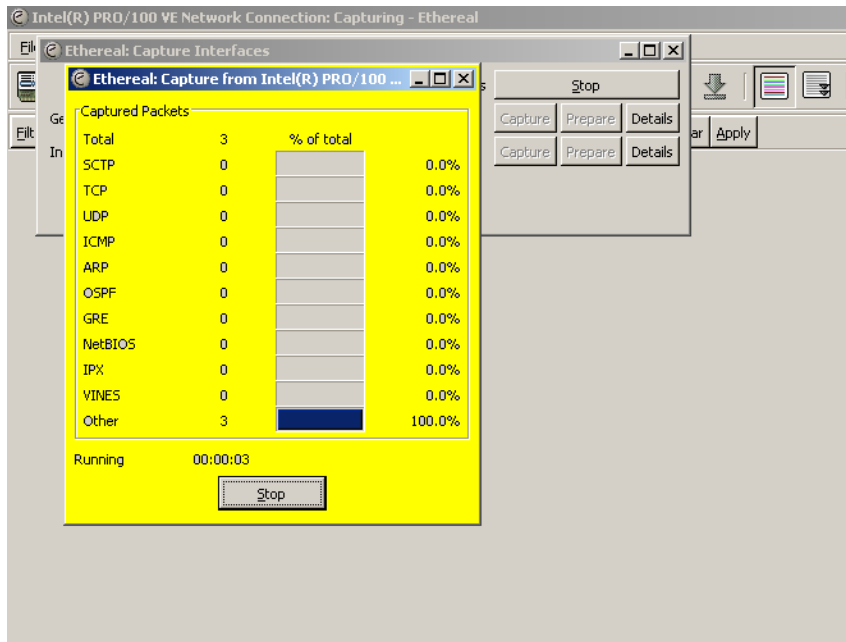 Intel(R) PRO/100 VE Network Connection: Capturing - Ethereal
Ethereal: Capture Interfaces
Ethereal: Capture from Intel(R) PRO/100 ...
Stop
Captured Packets
Capture Prepare Details
Total 3 % of total
Apply
SCTP 0 0.0%
Capture Prepare Details
TCP 0 0.0%
UDP 0 0.0%
ICMP 0 0.0%
ARP 0 0.0%
OSPF 0 0.0%
GRE 0 0.0%
NetBIOS 0 0.0%
IPX 0 0.0%
VINES 0 0.0%
Other 3 100.0%
Running 00:00:03
Stop